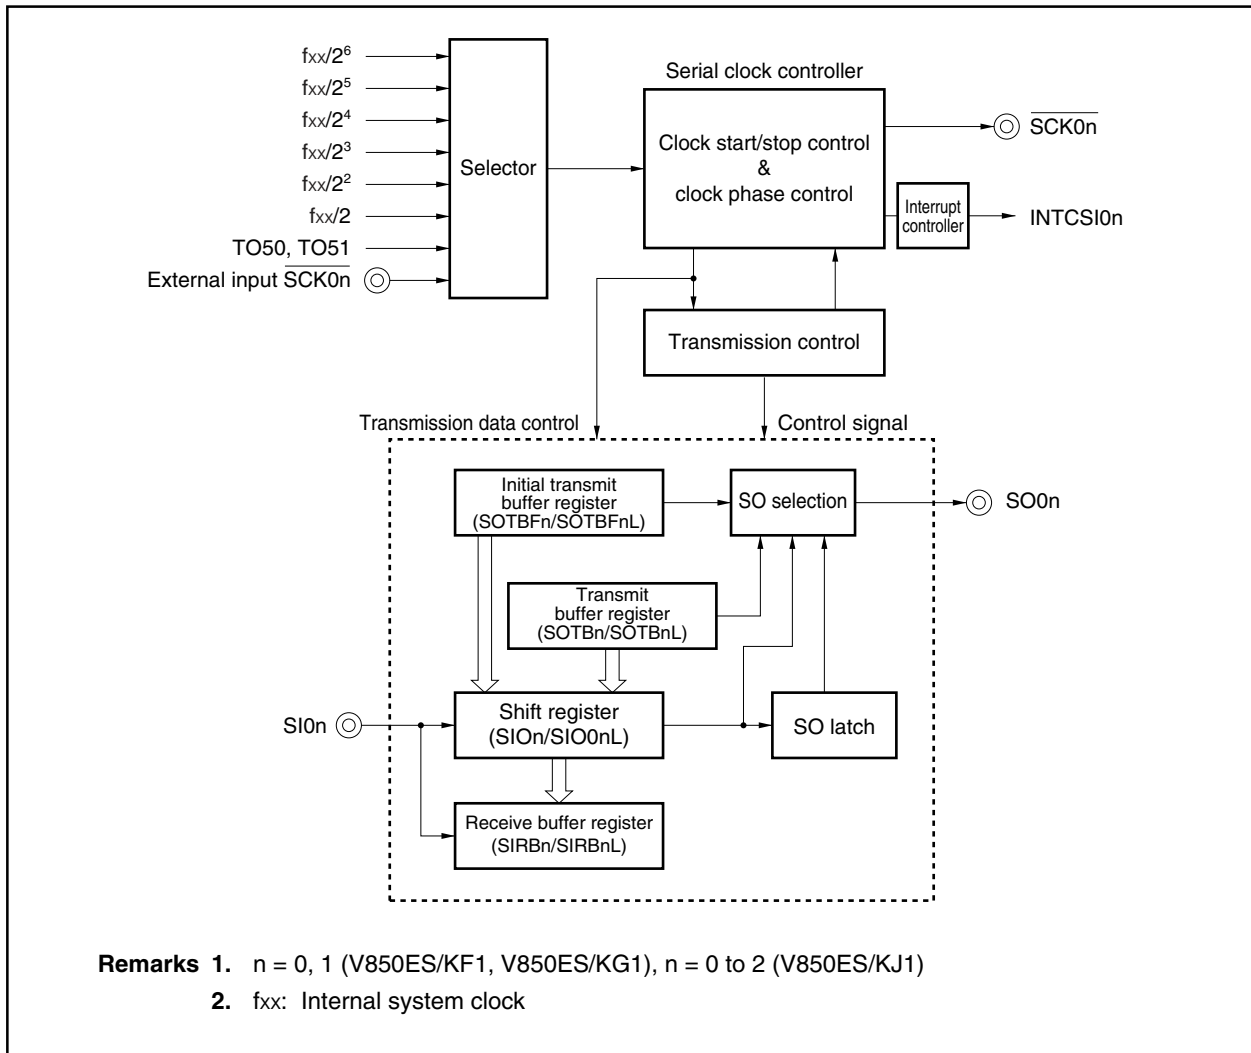 fxx/2⁶
fxx/2⁵
fxx/2⁴
fxx/2³
fxx/2²
fxx/2
TO50, TO51
External input SCK0n
Selector
Serial clock controller
Clock start/stop control
&
clock phase control
SCK0n
Interrupt
controller
INTCSI0n
Transmission control
Transmission data control
Control signal
Initial transmit
buffer register
(SOTBFn/SOTBFnL)
SO selection
SO0n
Transmit
buffer register
(SOTBn/SOTBnL)
SI0n
Shift register
(SIOn/SIO0nL)
SO latch
Receive buffer register
(SIRBn/SIRBnL)
Remarks 1. n = 0, 1 (V850ES/KF1, V850ES/KG1), n = 0 to 2 (V850ES/KJ1)
2. fxx: Internal system clock